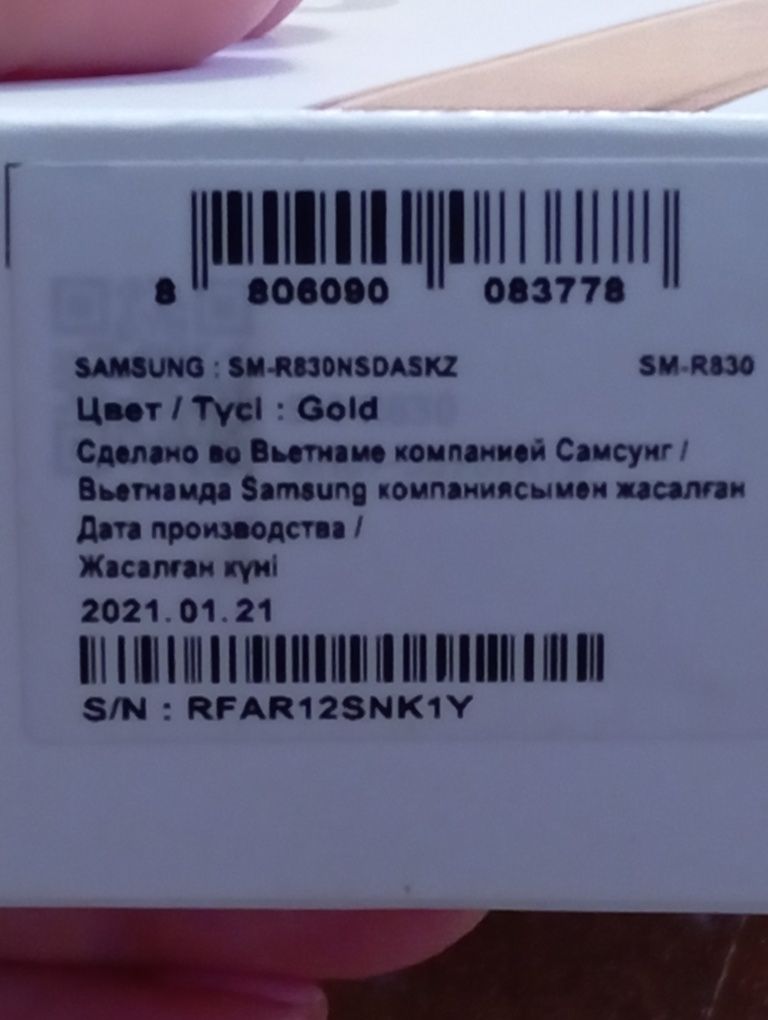 8 806090 083778
SAMSUNG : SM-R830NSDASKZ SM-R830
Цвет / Түсі : Gold
Сделано во Вьетнаме компанией Самсунг /
Вьетнамда Samsung компаниясымен жасалған
Дата производства /
Жасалған күні
2021.01.21
S/N : RFAR12SNK1Y